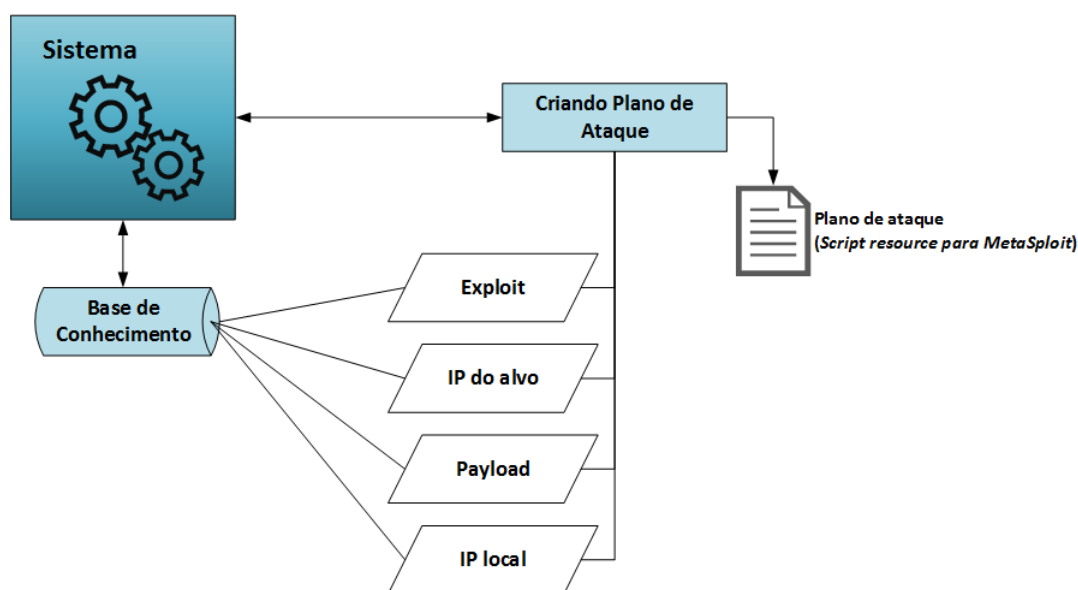 Sistema
Criando Plano de
Ataque
Plano de ataque
(Script resource para MetaSploit)
Base de
Conhecimento
Exploit
IP do alvo
Payload
IP local